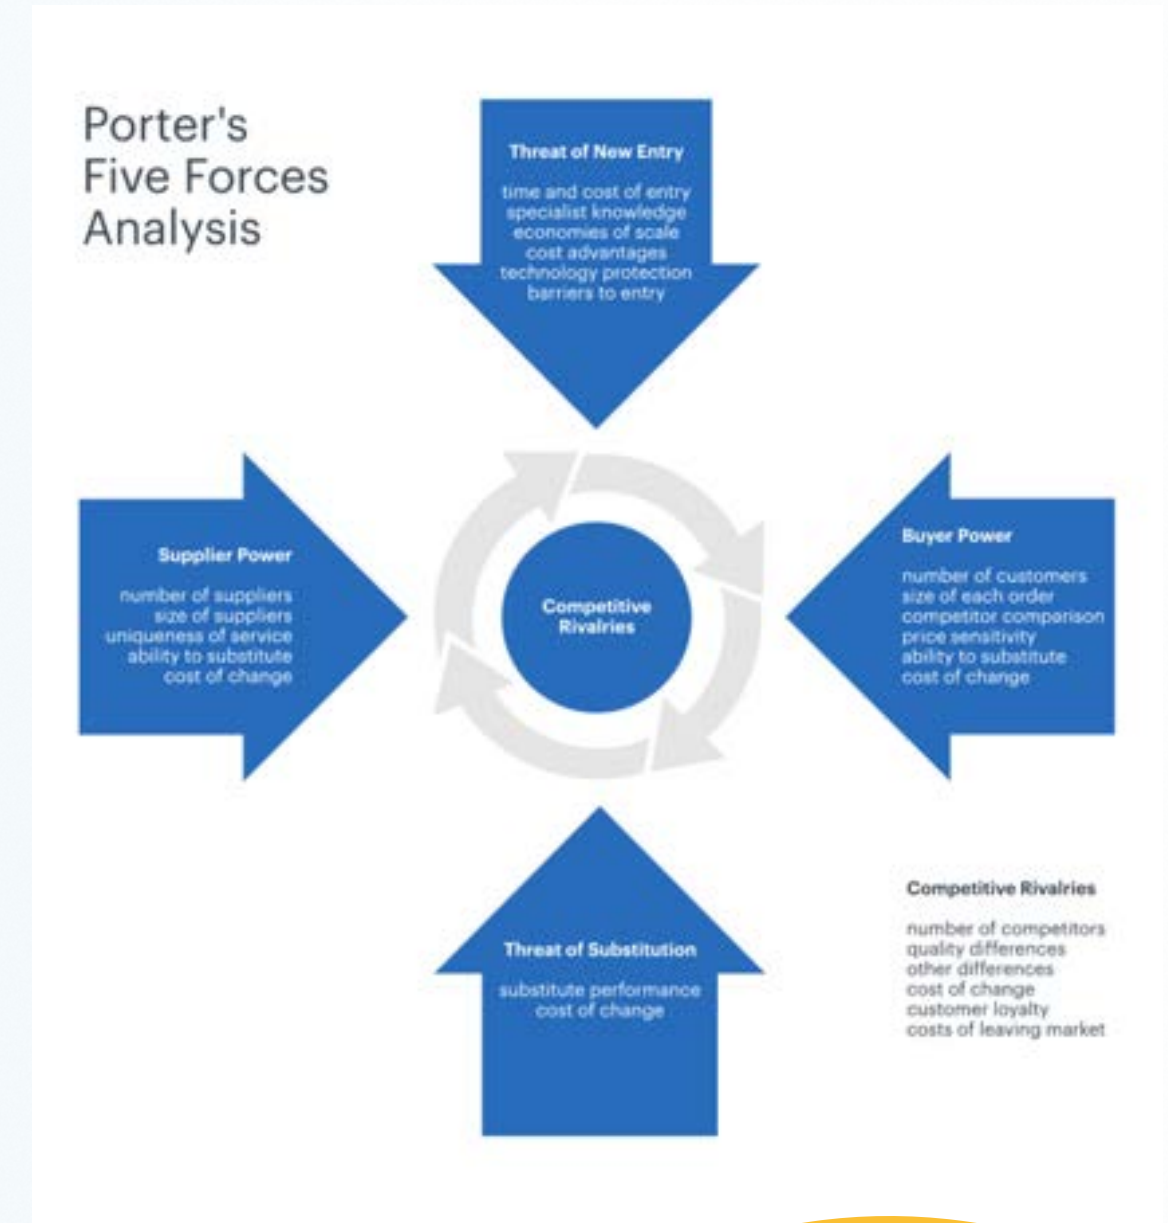 Porter's
Five Forces
Analysis
Threat of New Entry
time and cost of entry
specialist knowledge
economies of scale
cost advantages
technology protection
barriers to entry
Supplier Power
number of suppliers
size of suppliers
uniqueness of service
ability to substitute
cost of change
Competitive
Rivalries
Buyer Power
number of customers
size of each order
competitor comparison
price sensitivity
ability to substitute
cost of change
Threat of Substitution
substitute performance
cost of change
Competitive Rivalries
number of competitors
quality differences
other differences
cost of change
customer loyalty
costs of leaving market